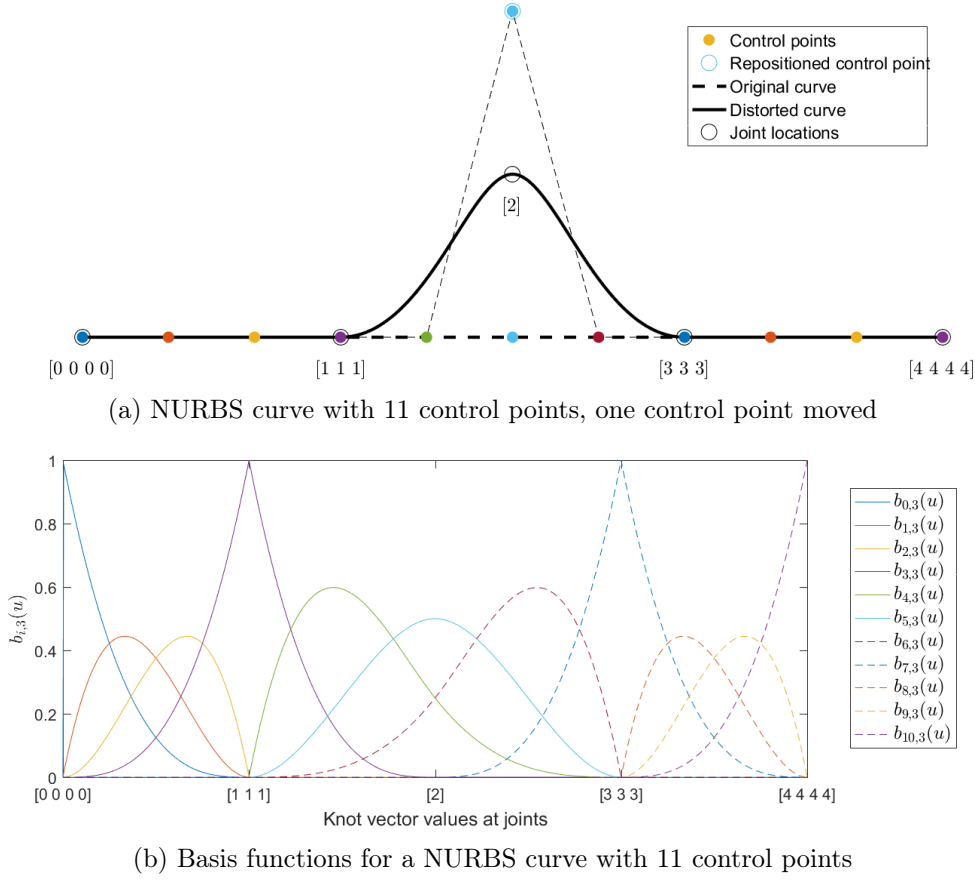 Control points
Repositioned control point
Original curve
Distorted curve
Joint locations
[2]
[0 0 0 0]
[1 1 1]
[3 3 3]
[4 4 4 4]
(a) NURBS curve with 11 control points, one control point moved
1
0.8
0.6
0.4
0.2
0
b_{i,3}(u)
[0 0 0 0]
[1 1 1]
[2]
[3 3 3]
[4 4 4 4]
Knot vector values at joints
b_{0,3}(u)
b_{1,3}(u)
b_{2,3}(u)
b_{3,3}(u)
b_{4,3}(u)
b_{5,3}(u)
b_{6,3}(u)
b_{7,3}(u)
b_{8,3}(u)
b_{9,3}(u)
b_{10,3}(u)
(b) Basis functions for a NURBS curve with 11 control points